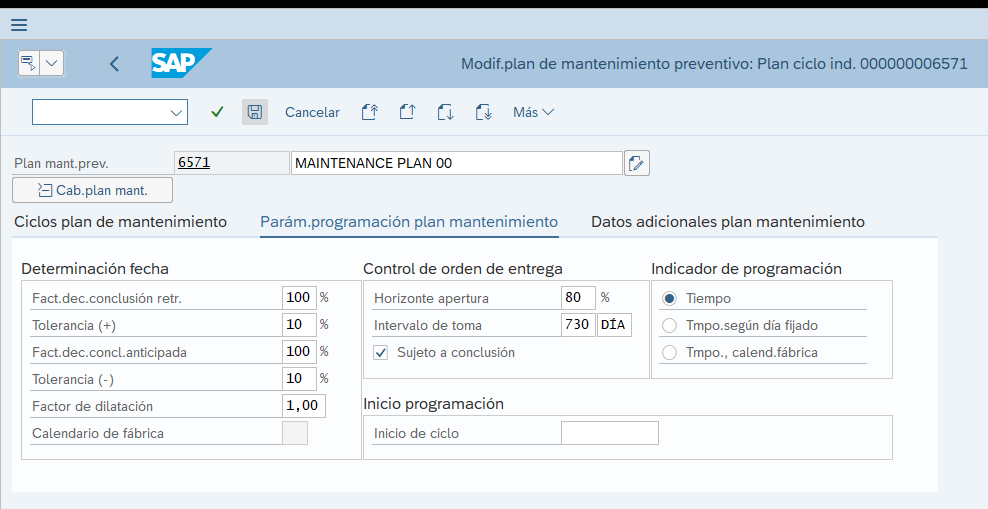 SAP
Modif.plan de mantenimiento preventivo: Plan ciclo ind. 000000006571
Cancelar Más
Plan mant.prev. 6571 MAINTENANCE PLAN 00
Cab.plan mant.
Ciclos plan de mantenimiento Parám.programación plan mantenimiento Datos adicionales plan mantenimiento
Determinación fecha
Fact.dec.conclusión retr. 100 %
Tolerancia (+) 10 %
Fact.dec.concl.anticipada 100 %
Tolerancia (-) 10 %
Factor de dilatación 1,00
Calendario de fábrica
Control de orden de entrega
Horizonte apertura 80 %
Intervalo de toma 730 DÍA
Sujeto a conclusión
Indicador de programación
Tiempo
Tmpo.según día fijado
Tmpo., calend.fábrica
Inicio programación
Inicio de ciclo